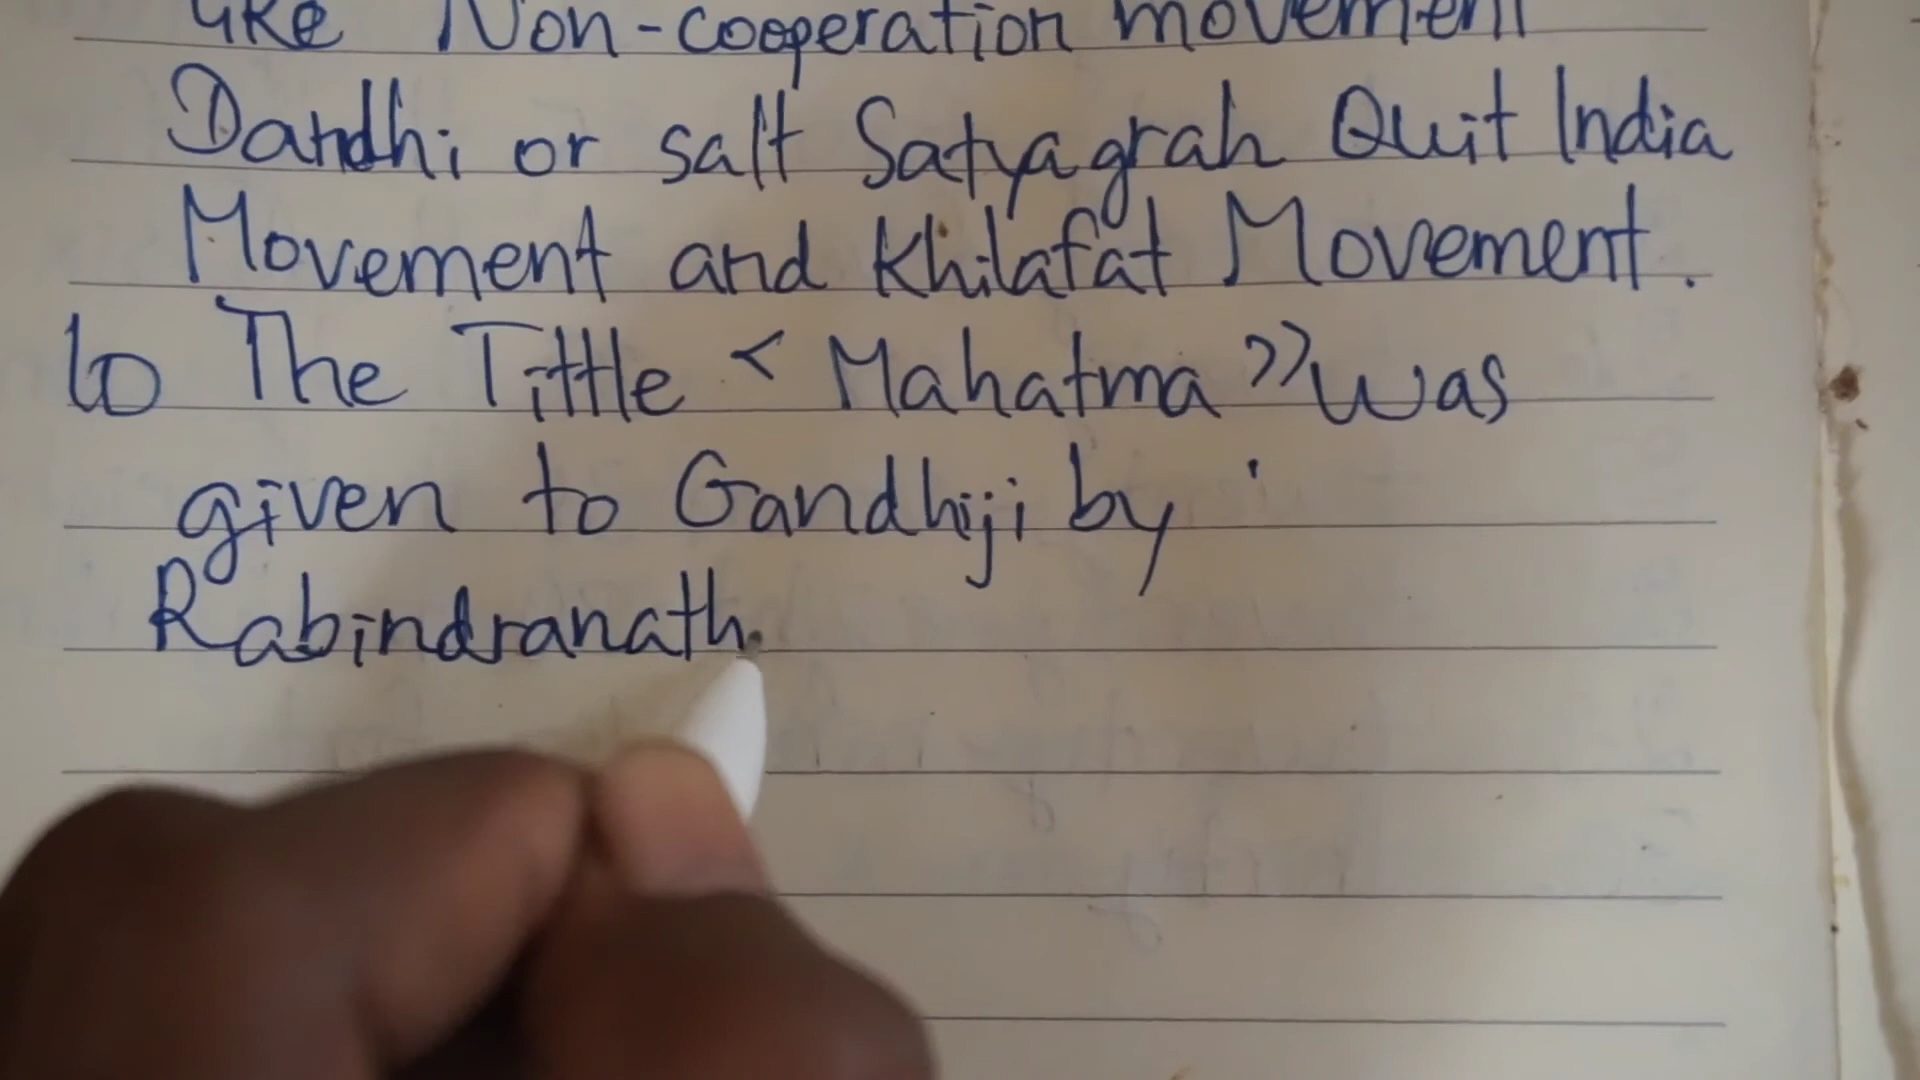 like Non-cooperation movement
Dandhi or salt Satyagrah Quit India
Movement and Khilafat Movement.
10 The Tittle < Mahatma >> was
given to Gandhiji by
Rabindranath